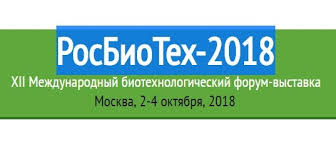 РосБиоТех-2018
XII Международный биотехнологический форум-выставка
Москва, 2-4 октября, 2018